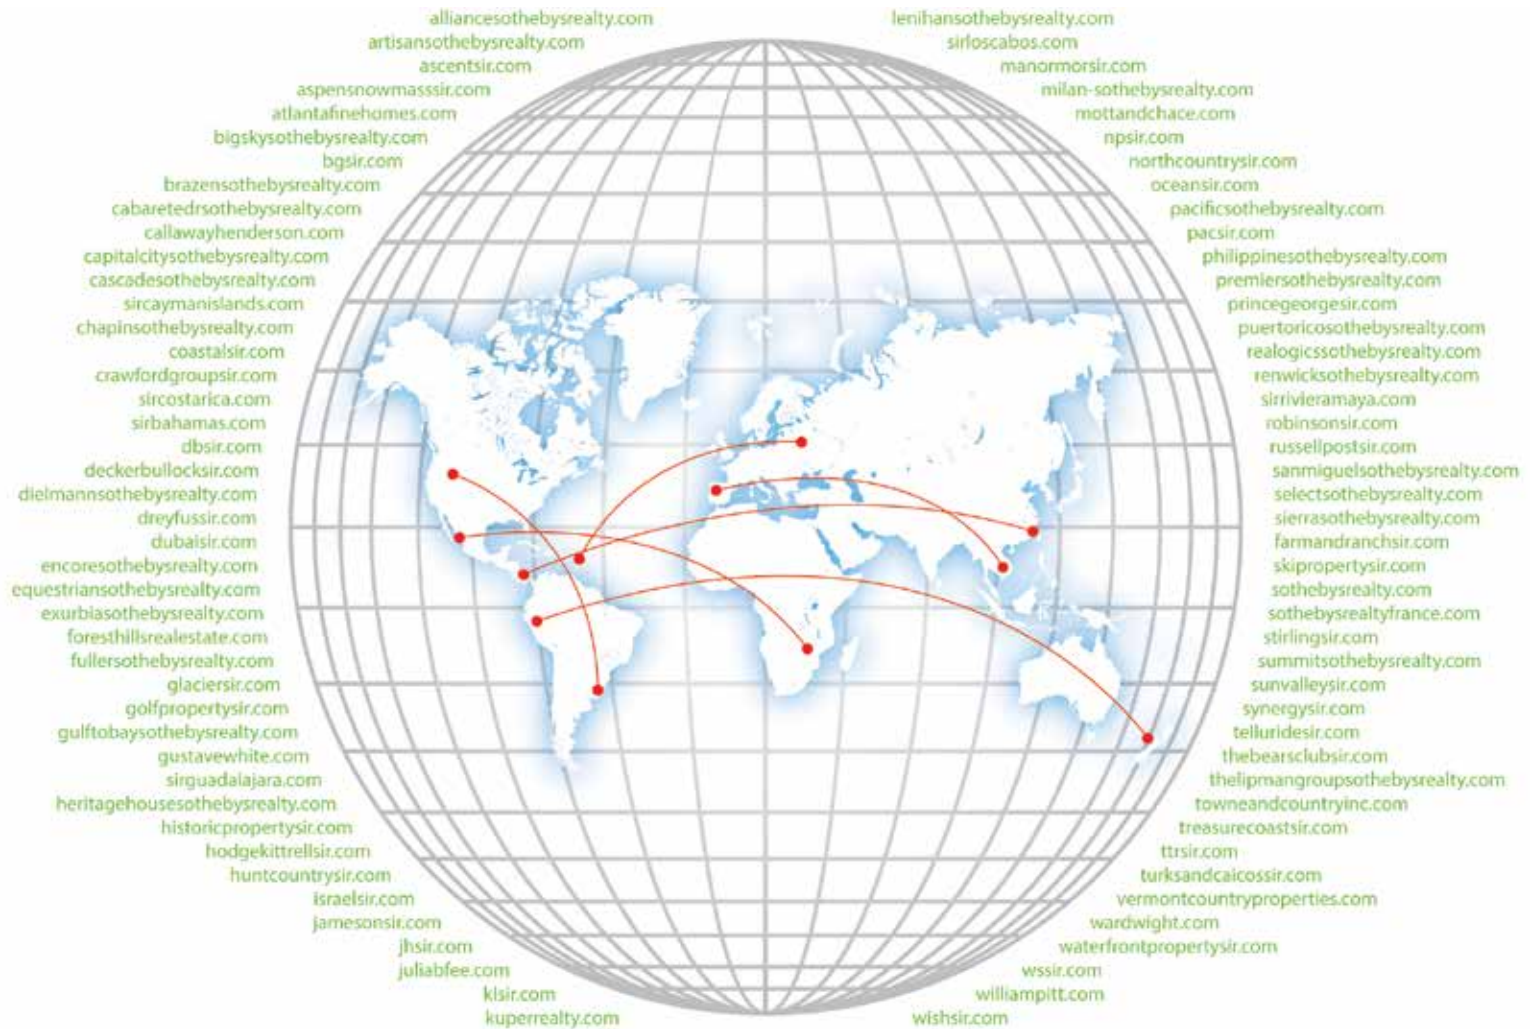 alliancesothebysrealty.com
artisansothebysrealty.com
ascentsir.com
aspensnowmasssir.com
atlantafinehomes.com
bigskysothebysrealty.com
bgsir.com
brazensothebysrealty.com
cabaretedrsothebysrealty.com
callawayhenderson.com
capitalcitysothebysrealty.com
cascadesothebysrealty.com
sircaymanislands.com
chapinsothebysrealty.com
coastalsir.com
crawfordgroupsir.com
sircostarica.com
sirbahamas.com
dbsir.com
deckerbullocksir.com
dielmannsothebysrealty.com
dreyfussir.com
dubaisir.com
encoresothebysrealty.com
equestriansothebysrealty.com
exurbiasothebysrealty.com
foresthillsrealestate.com
fullersothebysrealty.com
glaciersir.com
golfpropertysir.com
gulftobaysothebysrealty.com
gustavewhite.com
sirguadalajara.com
heritagehousesothebysrealty.com
historicpropertysir.com
hodgekittrellsir.com
huntcountrysir.com
israelsir.com
jamesonsir.com
jhsir.com
juliabfee.com
klsir.com
kuperrealty.com
lenihansothebysrealty.com
sirloscabos.com
manormorsir.com
milan-sothebysrealty.com
mottandchace.com
npsir.com
northcountrysir.com
oceansir.com
pacificsothebysrealty.com
pacsir.com
philippinesothebysrealty.com
premiersothebysrealty.com
princegeorgesir.com
puertoricosothebysrealty.com
realogicssothebysrealty.com
renwicksothebysrealty.com
sirrivieramaya.com
robinsonsir.com
russellpostsir.com
sanmiguelsothebysrealty.com
selectsothebysrealty.com
sierrasothebysrealty.com
farmandranchsir.com
skipropertysir.com
sothebysrealty.com
sothebysrealtyfrance.com
stirlingsir.com
summitsothebysrealty.com
sunvalleysir.com
synergysir.com
telluridesir.com
thebearsclubsir.com
thelipmangroupsothebysrealty.com
towneandcountryinc.com
treasurecoastsir.com
ttrsir.com
turksandcaicossir.com
vermontcountryproperties.com
wardwight.com
waterfrontpropertysir.com
wssir.com
williampitt.com
wishsir.com